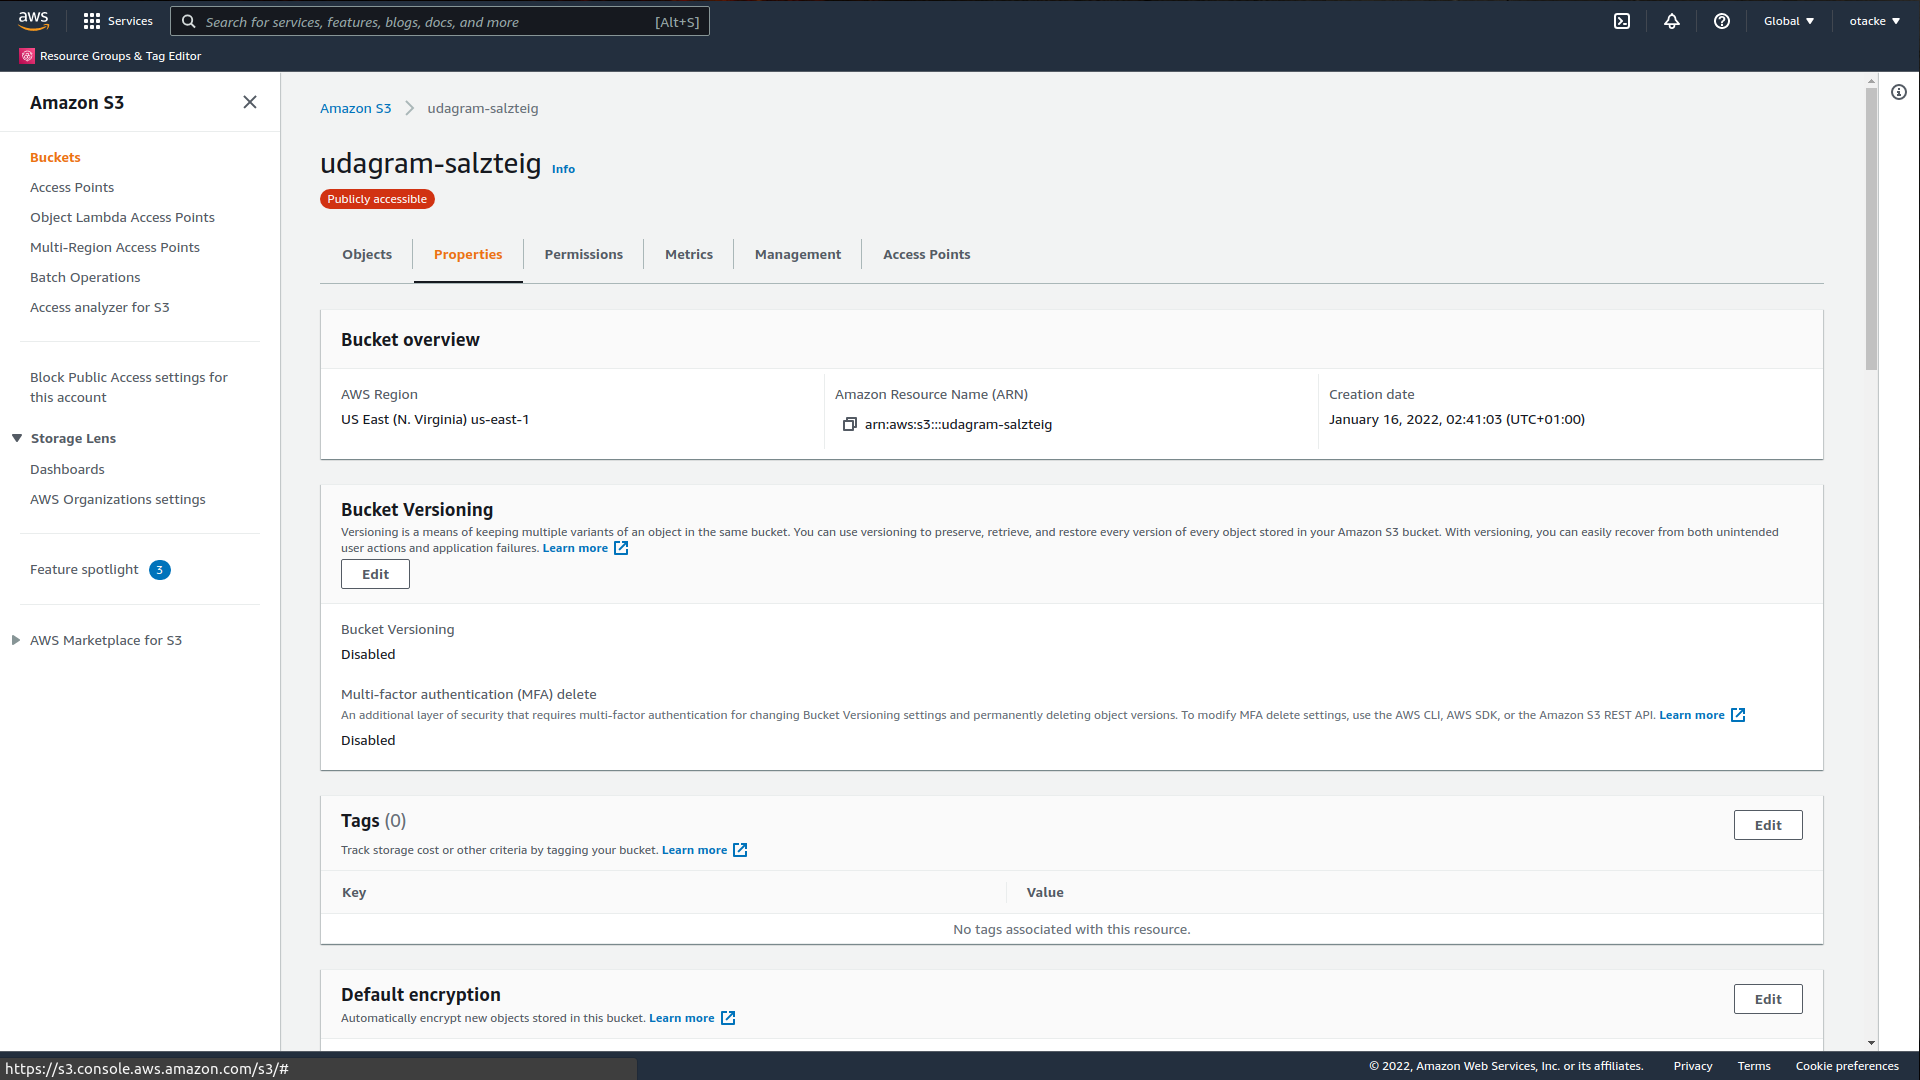 aws
Services
Search for services, features, blogs, docs, and more [Alt+S]
Global
otacke
Resource Groups & Tag Editor
Amazon S3
Buckets
Access Points
Object Lambda Access Points
Multi-Region Access Points
Batch Operations
Access analyzer for S3
Block Public Access settings for
this account
Storage Lens
Dashboards
AWS Organizations settings
Feature spotlight 3
AWS Marketplace for S3
Amazon S3 udagram-salzteig
udagram-salzteig Info
Publicly accessible
Objects Properties Permissions Metrics Management Access Points
Bucket overview
AWS Region
US East (N. Virginia) us-east-1
Amazon Resource Name (ARN)
arn:aws:s3:::udagram-salzteig
Creation date
January 16, 2022, 02:41:03 (UTC+01:00)
Bucket Versioning
Versioning is a means of keeping multiple variants of an object in the same bucket. You can use versioning to preserve, retrieve, and restore every version of every object stored in your Amazon S3 bucket. With versioning, you can easily recover from both unintended
user actions and application failures. Learn more
Edit
Bucket Versioning
Disabled
Multi-factor authentication (MFA) delete
An additional layer of security that requires multi-factor authentication for changing Bucket Versioning settings and permanently deleting object versions. To modify MFA delete settings, use the AWS CLI, AWS SDK, or the Amazon S3 REST API. Learn more
Disabled
Tags (0)
Edit
Track storage cost or other criteria by tagging your bucket. Learn more
Key Value
No tags associated with this resource.
Default encryption
Edit
Automatically encrypt new objects stored in this bucket. Learn more
https://s3.console.aws.amazon.com/s3/#
© 2022, Amazon Web Services, Inc. or its affiliates. Privacy Terms Cookie preferences